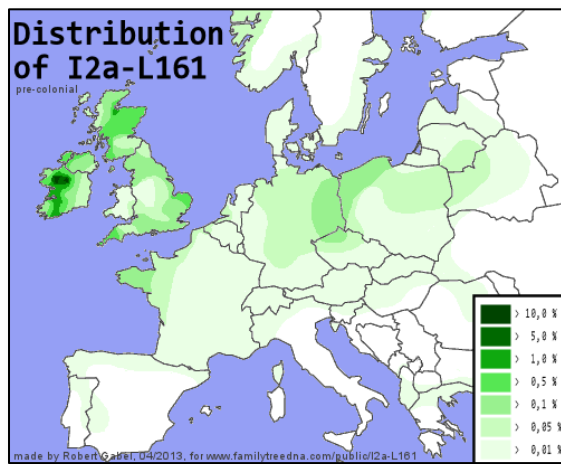 Distribution
of I2a-L161
pre-colonial
> 10,0 %
> 5,0 %
> 1,0 %
> 0,5 %
> 0,1 %
> 0,05 %
> 0,01 %
made by Robert Gabel, 04/2013, for www.familytreedna.com/public/I2a-L161